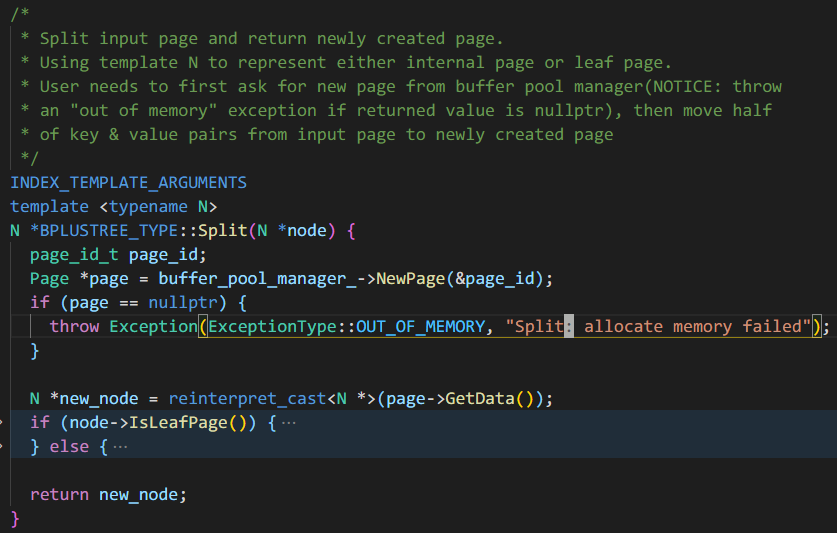 /*
 * Split input page and return newly created page.
 * Using template N to represent either internal page or leaf page.
 * User needs to first ask for new page from buffer pool manager(NOTICE: throw
 * an "out of memory" exception if returned value is nullptr), then move half
 * of key & value pairs from input page to newly created page
 */
INDEX_TEMPLATE_ARGUMENTS
template <typename N>
N *BPLUSTREE_TYPE::Split(N *node) {
  page_id_t page_id;
  Page *page = buffer_pool_manager_->NewPage(&page_id);
  if (page == nullptr) {
    throw Exception(ExceptionType::OUT_OF_MEMORY, "Split: allocate memory failed");
  }

  N *new_node = reinterpret_cast<N *>(page->GetData());
  if (node->IsLeafPage()) {···
  } else {···

  return new_node;
}